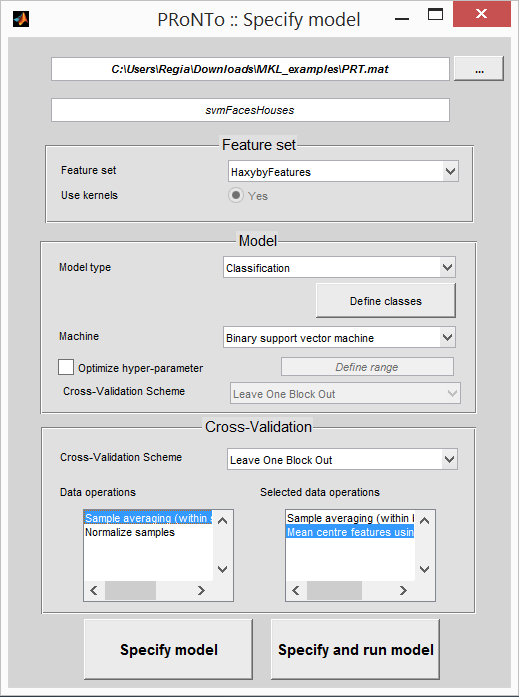 PRoNTo :: Specify model
C:\Users\Regia\Downloads\MKL_examples\PRT.mat
...
svmFacesHouses
Feature set
Feature set
HaxybyFeatures
Use kernels
Yes
Model
Model type
Classification
Define classes
Machine
Binary support vector machine
Optimize hyper-parameter
Define range
Cross-Validation Scheme
Leave One Block Out
Cross-Validation
Cross-Validation Scheme
Leave One Block Out
Data operations
Selected data operations
Sample averaging (within
Sample averaging (within
Normalize samples
Mean centre features using
Specify model
Specify and run model